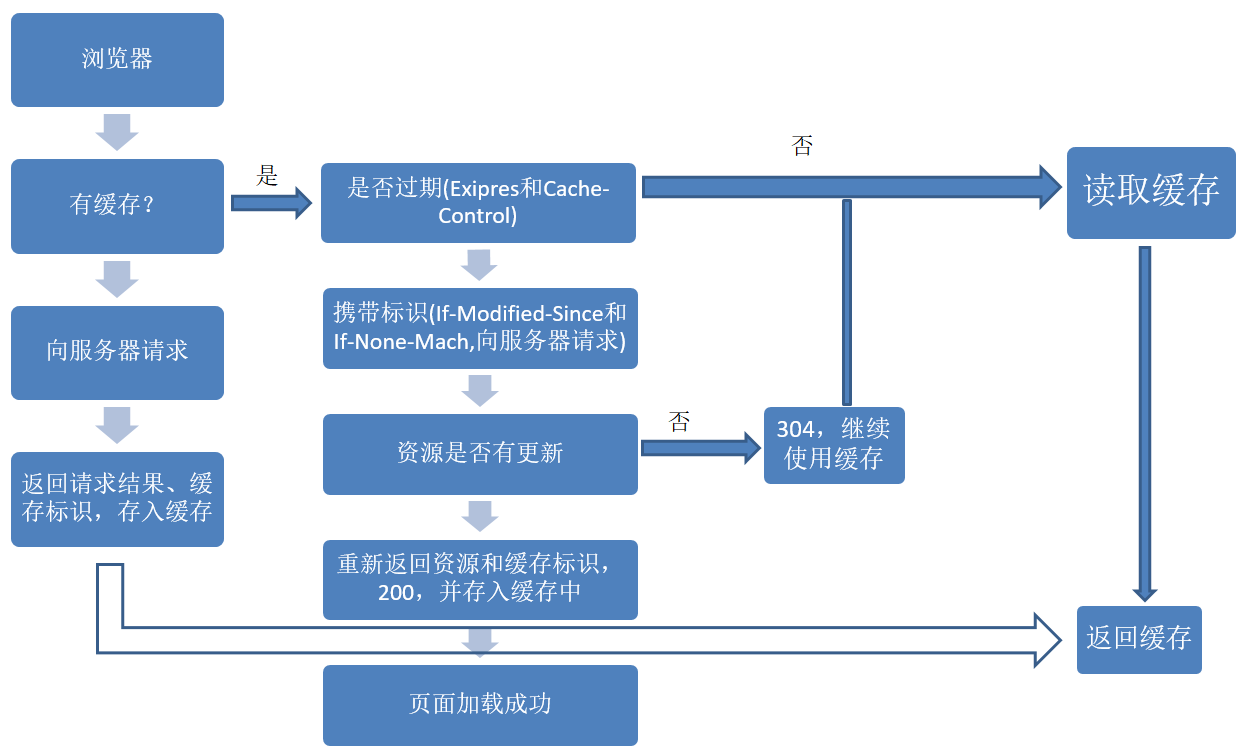 浏览器
有缓存？
是
向服务器请求
返回请求结果、缓
存标识，存入缓存
是否过期(Exipres和Cache-
Control)
否
携带标识(If-Modified-Since和
If-None-Mach,向服务器请求)
资源是否有更新
否
304，继续
使用缓存
重新返回资源和缓存标识，
200，并存入缓存中
页面加载成功
读取缓存
返回缓存